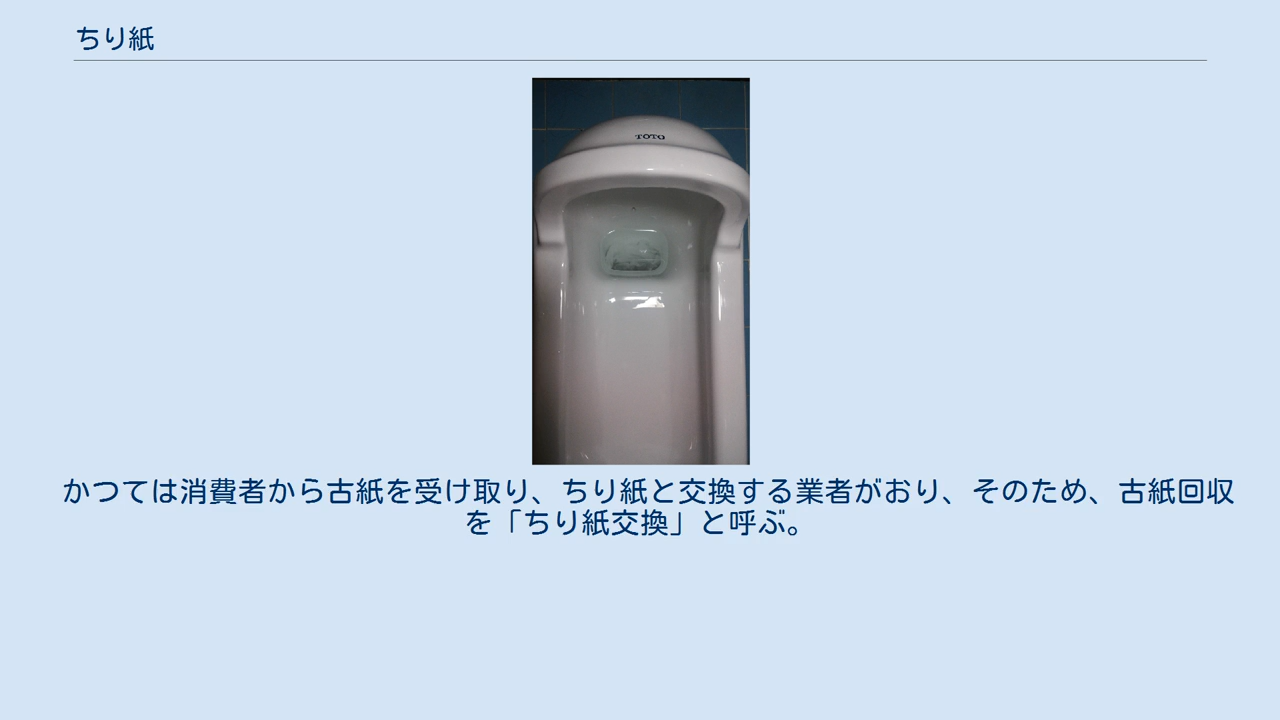 ちり紙
TOTO
かつては消費者から古紙を受け取り、ちり紙と交換する業者がおり、そのため、古紙回収
を「ちり紙交換」と呼ぶ。